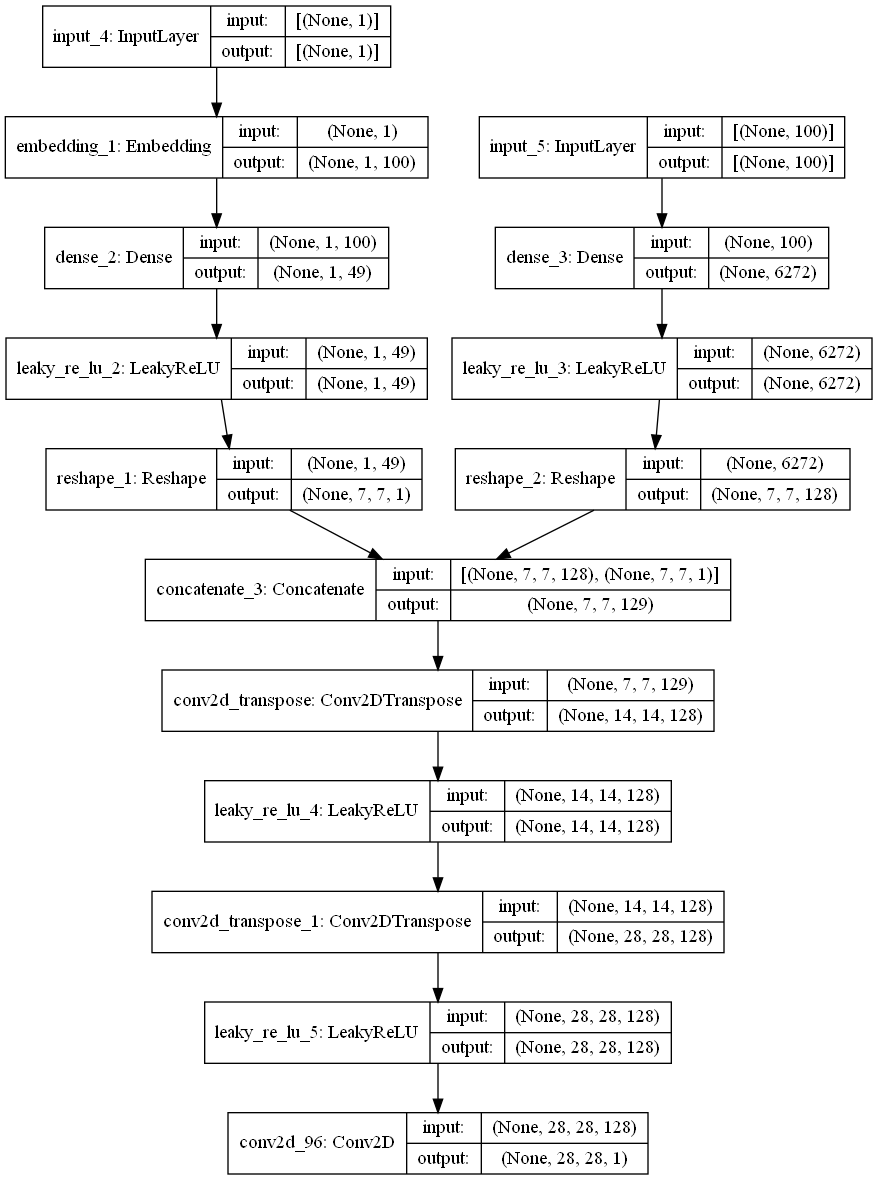 input_4: InputLayer
input: [(None, 1)]
output: [(None, 1)]
embedding_1: Embedding
input: (None, 1)
output: (None, 1, 100)
input_5: InputLayer
input: [(None, 100)]
output: [(None, 100)]
dense_2: Dense
input: (None, 1, 100)
output: (None, 1, 49)
dense_3: Dense
input: (None, 100)
output: (None, 6272)
leaky_re_lu_2: LeakyReLU
input: (None, 1, 49)
output: (None, 1, 49)
leaky_re_lu_3: LeakyReLU
input: (None, 6272)
output: (None, 6272)
reshape_1: Reshape
input: (None, 1, 49)
output: (None, 7, 7, 1)
reshape_2: Reshape
input: (None, 6272)
output: (None, 7, 7, 128)
concatenate_3: Concatenate
input: [(None, 7, 7, 128), (None, 7, 7, 1)]
output: (None, 7, 7, 129)
conv2d_transpose: Conv2DTranspose
input: (None, 7, 7, 129)
output: (None, 14, 14, 128)
leaky_re_lu_4: LeakyReLU
input: (None, 14, 14, 128)
output: (None, 14, 14, 128)
conv2d_transpose_1: Conv2DTranspose
input: (None, 14, 14, 128)
output: (None, 28, 28, 128)
leaky_re_lu_5: LeakyReLU
input: (None, 28, 28, 128)
output: (None, 28, 28, 128)
conv2d_96: Conv2D
input: (None, 28, 28, 128)
output: (None, 28, 28, 1)